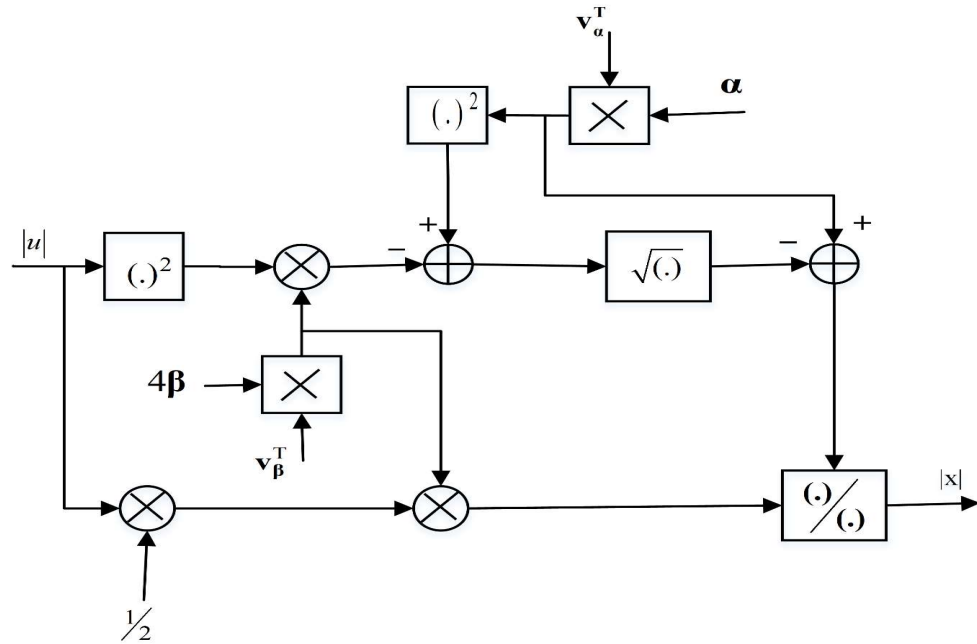 v_α^T
α
(.)^2
+
+
|u|
−
−
(.)^2
√(.)
4β
v_β^T
|x|
(.)/(.)
1/2